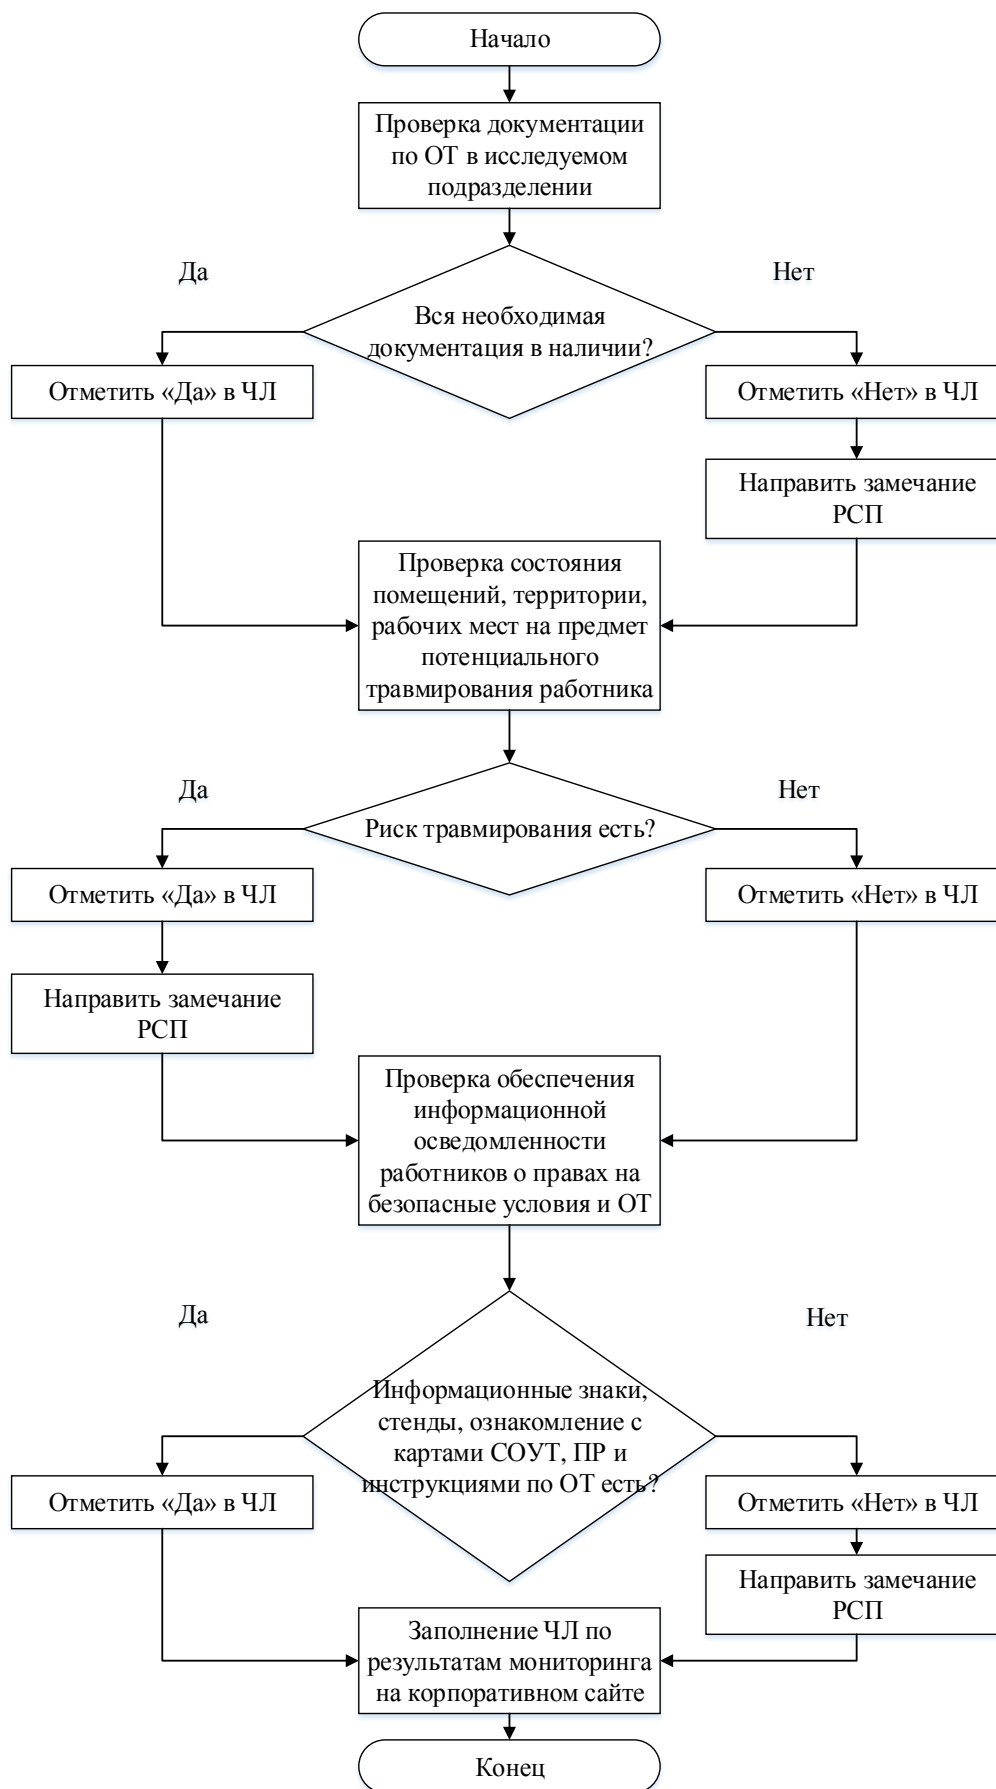 Начало
Проверка документации
по ОТ в исследуемом
подразделении
Да
Нет
Вся необходимая
документация в наличии?
Отметить «Да» в ЧЛ
Отметить «Нет» в ЧЛ
Направить замечание
РСП
Проверка состояния
помещений, территории,
рабочих мест на предмет
потенциального
травмирования работника
Да
Нет
Риск травмирования есть?
Отметить «Да» в ЧЛ
Отметить «Нет» в ЧЛ
Направить замечание
РСП
Проверка обеспечения
информационной
осведомленности
работников о правах на
безопасные условия и ОТ
Да
Нет
Информационные знаки,
стенды, ознакомление с
картами СОУТ, ПР и
инструкциями по ОТ есть?
Отметить «Да» в ЧЛ
Отметить «Нет» в ЧЛ
Направить замечание
РСП
Заполнение ЧЛ по
результатам мониторинга
на корпоративном сайте
Конец